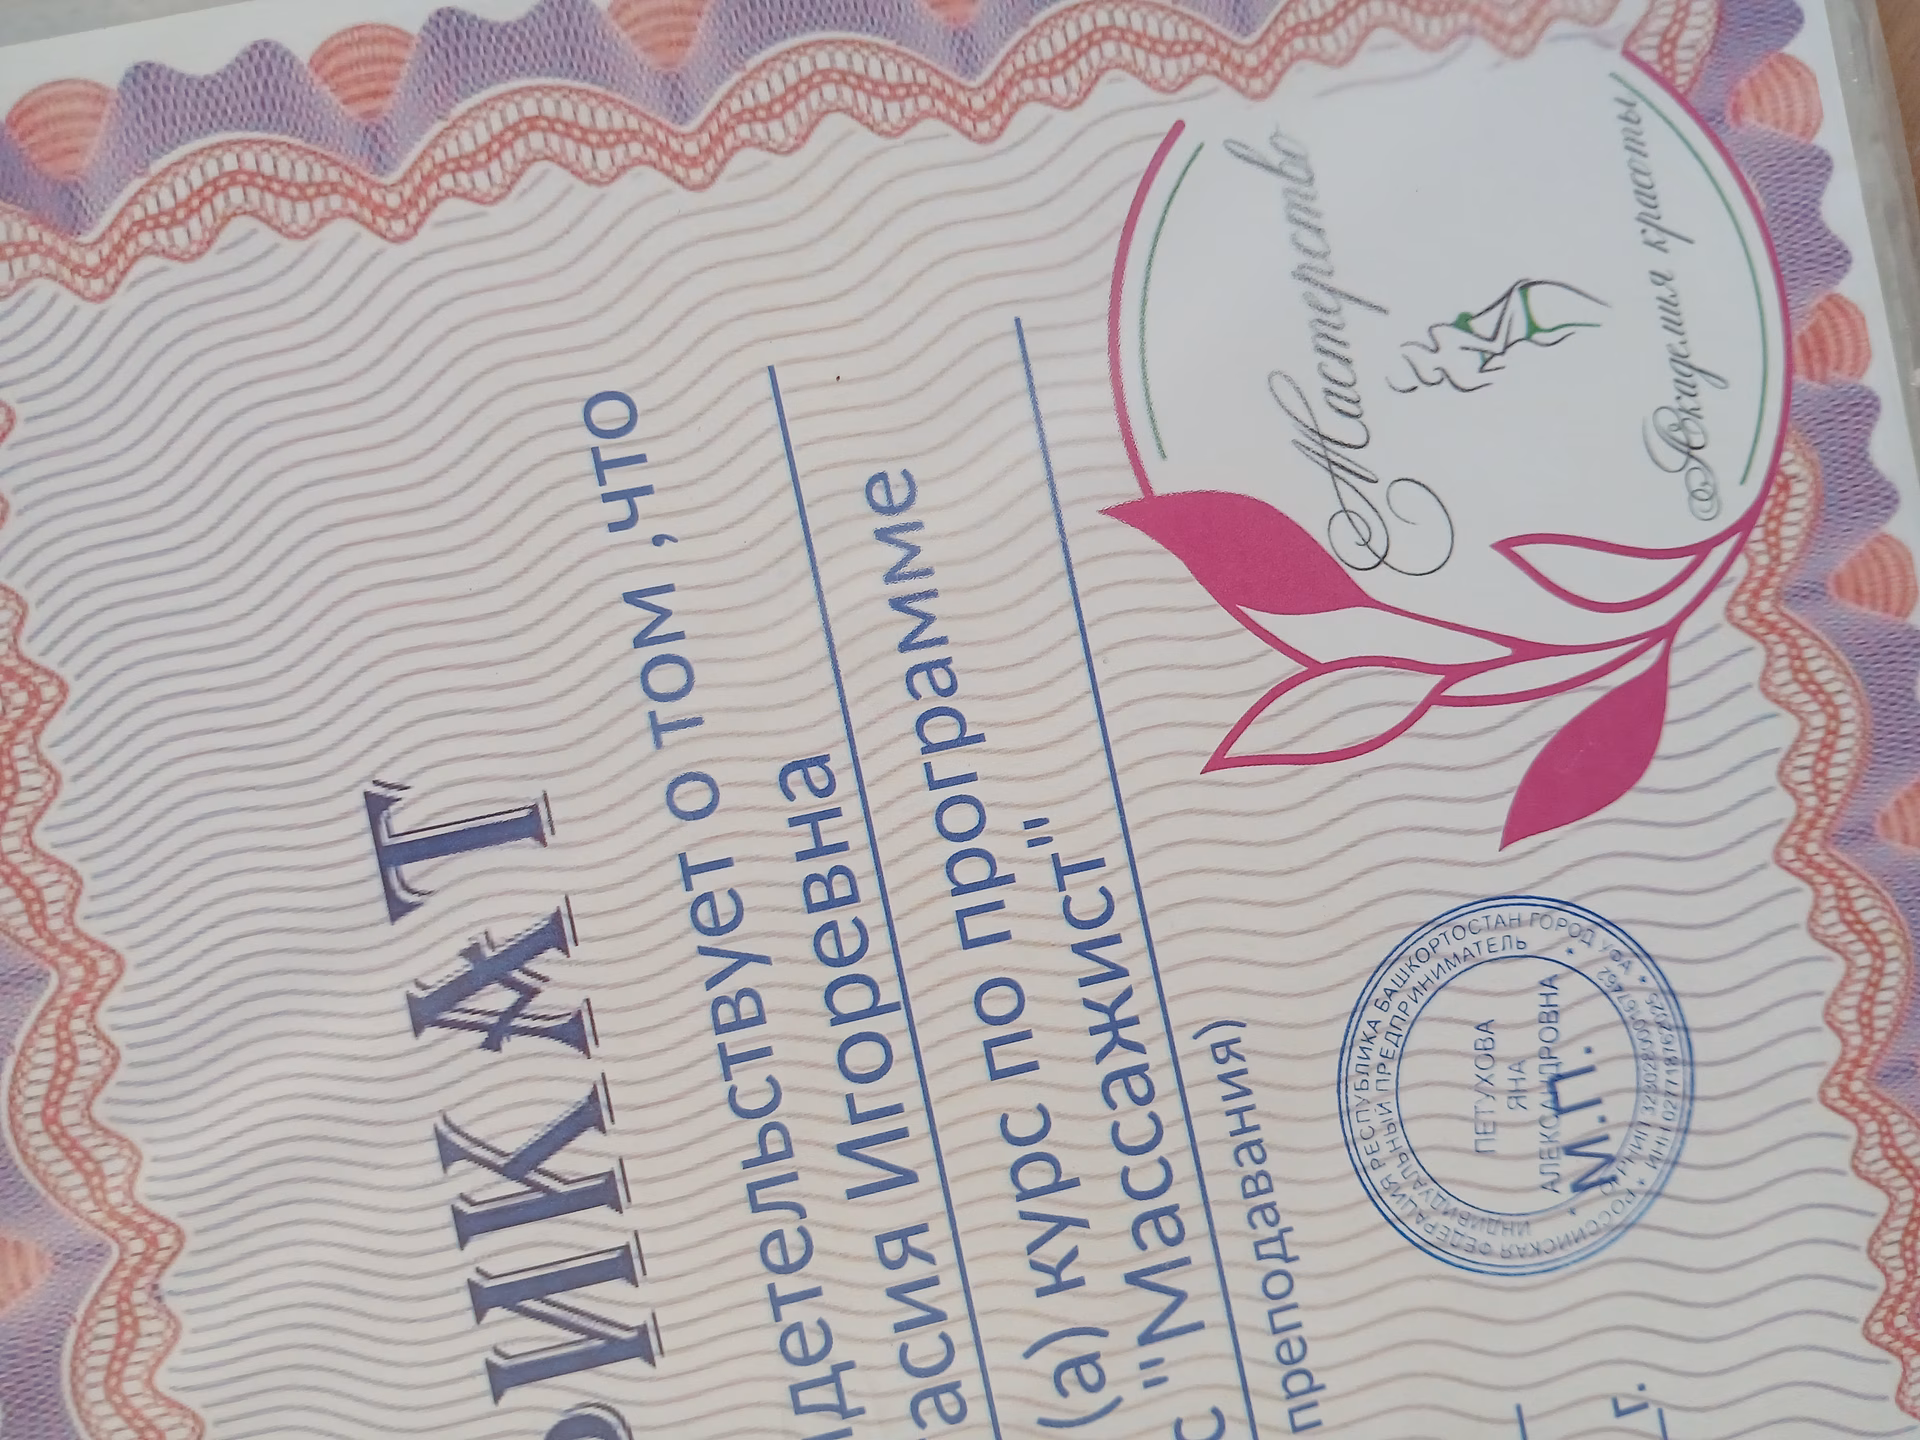 ИКАТ
детельствует о том ,что
асия Игоревна
(а) курс по программе
с "Массажист"
преподавания)
г.
Мастерство
Академия красоты
РОССИЙСКАЯ ФЕДЕРАЦИЯ РЕСПУБЛИКА БАШКОРТОСТАН ГОРОД УФА
ИНДИВИДУАЛЬНЫЙ ПРЕДПРИНИМАТЕЛЬ
ПЕТУХОВА
ЯНА
АЛЕКСАНДРОВНА
М.П.